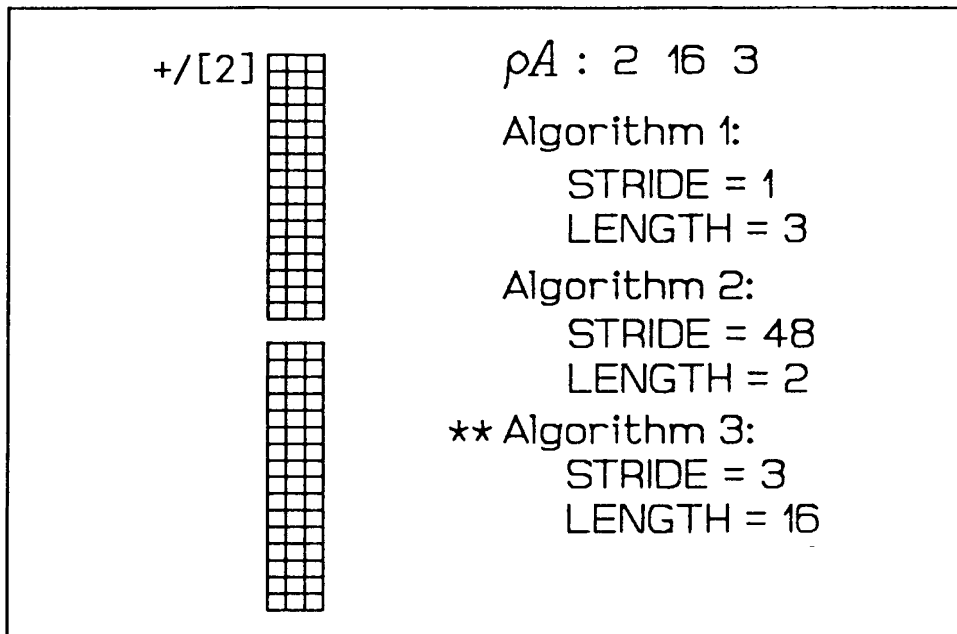 +/[2]
ρA : 2 16 3
Algorithm 1:
STRIDE = 1
LENGTH = 3
Algorithm 2:
STRIDE = 48
LENGTH = 2
** Algorithm 3:
STRIDE = 3
LENGTH = 16